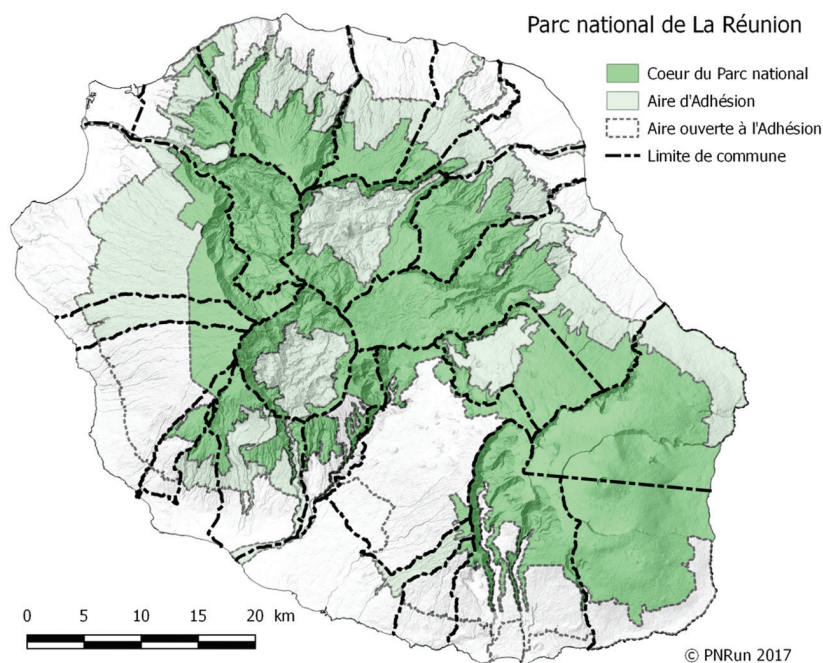 Parc national de La Réunion
Coeur du Parc national
Aire d'Adhésion
Aire ouverte à l'Adhésion
Limite de commune
0 5 10 15 20 km
© PNRun 2017